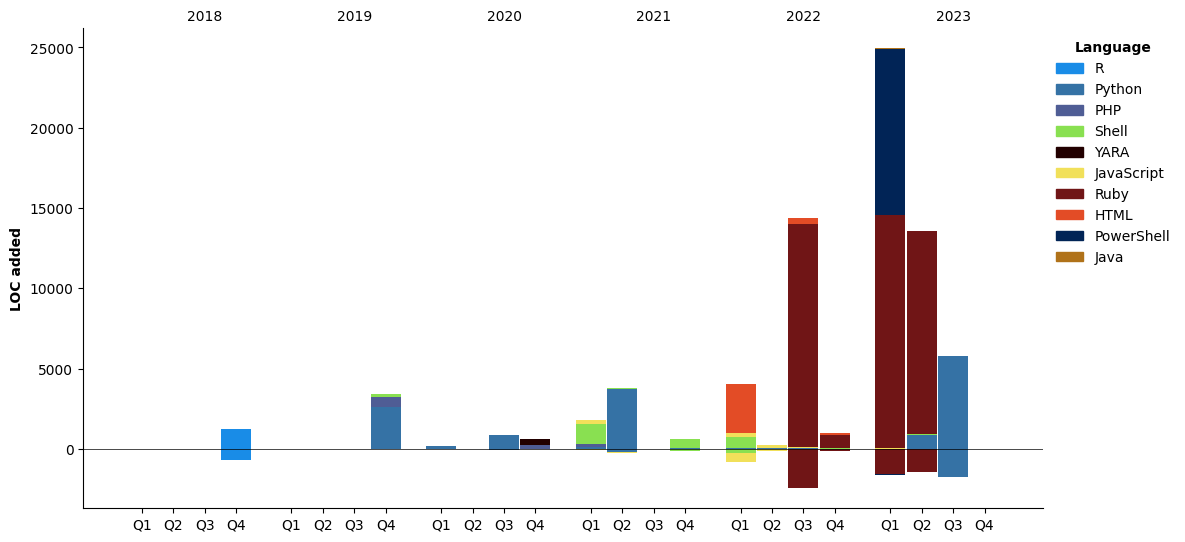 2018 2019 2020 2021 2022 2023
25000
20000
15000
10000
5000
0
LOC added
Q1 Q2 Q3 Q4 Q1 Q2 Q3 Q4 Q1 Q2 Q3 Q4 Q1 Q2 Q3 Q4 Q1 Q2 Q3 Q4 Q1 Q2 Q3 Q4
Language
R
Python
PHP
Shell
YARA
JavaScript
Ruby
HTML
PowerShell
Java